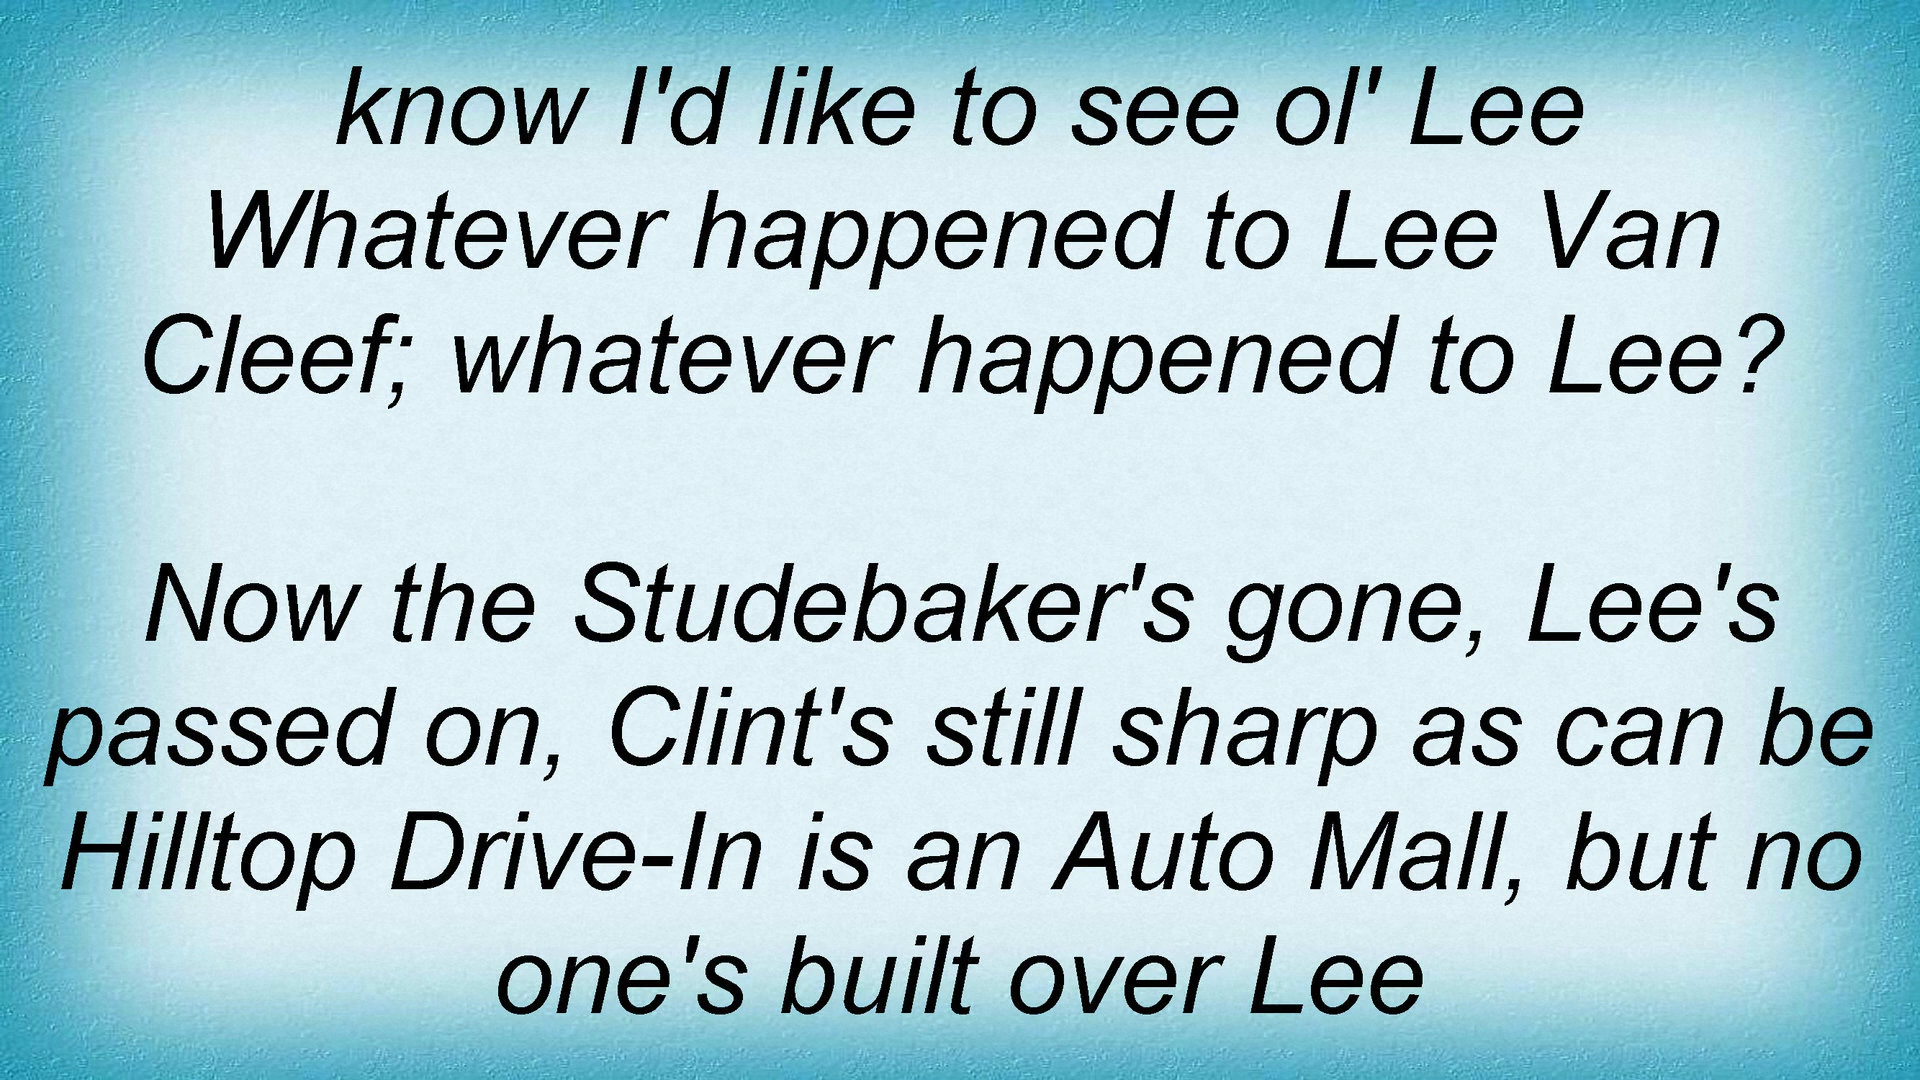 know I'd like to see ol' Lee
Whatever happened to Lee Van
Cleef; whatever happened to Lee?
Now the Studebaker's gone, Lee's
passed on, Clint's still sharp as can be
Hilltop Drive-In is an Auto Mall, but no
one's built over Lee